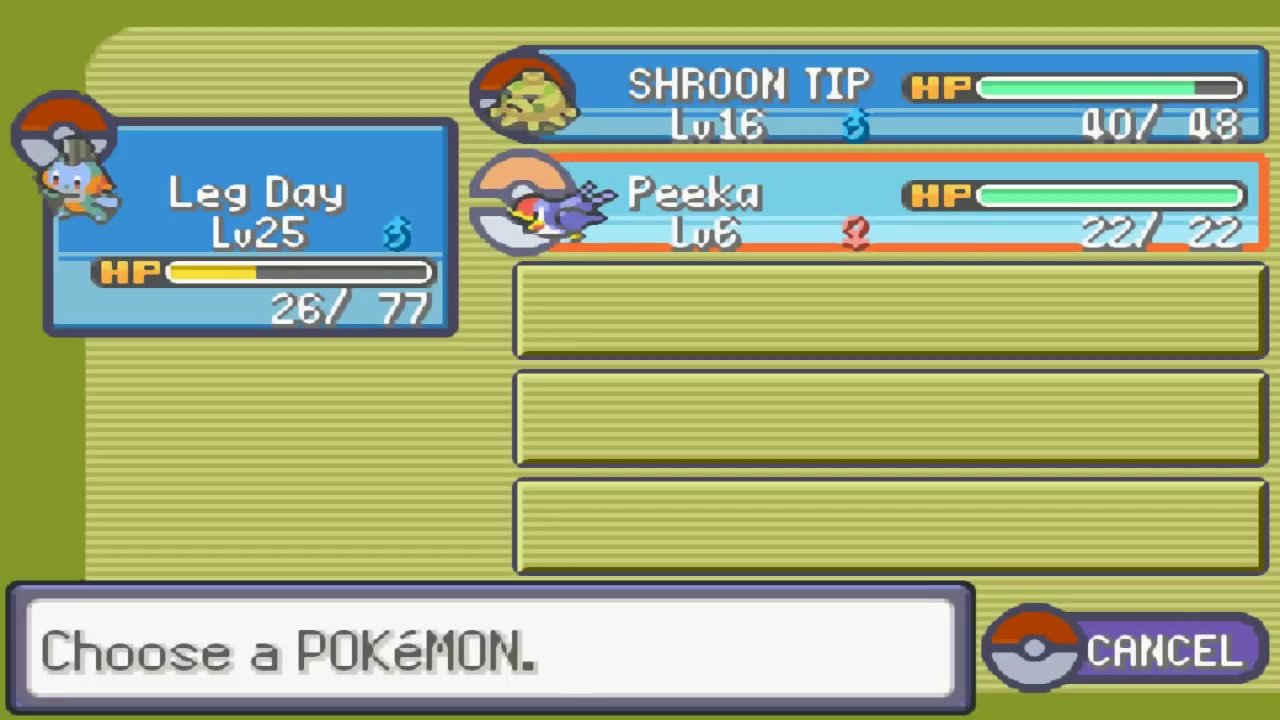 Leg Day
Lv25 ♂
HP
26/ 77
SHROON TIP HP
Lv16 ♂ 40/ 48
Peeka HP
Lv6 ♀ 22/ 22
Choose a POKéMON.
CANCEL